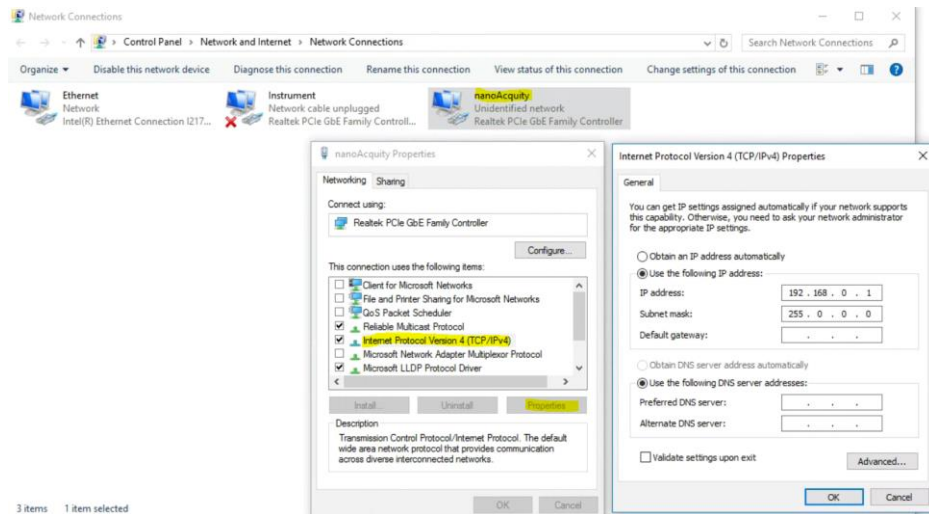 Network Connections
Control Panel > Network and Internet > Network Connections
Search Network Connections
Organize
Disable this network device
Diagnose this connection
Rename this connection
View status of this connection
Change settings of this connection
Ethernet
Network
Intel(R) Ethernet Connection I217...
Instrument
Network cable unplugged
Realtek PCIe GbE Family Controll...
nanoAcquity
Unidentified network
Realtek PCIe GbE Family Controller
nanoAcquity Properties
Networking
Sharing
Connect using:
Realtek PCIe GbE Family Controller
Configure...
This connection uses the following items:
Client for Microsoft Networks
File and Printer Sharing for Microsoft Networks
QoS Packet Scheduler
Reliable Multicast Protocol
Internet Protocol Version 4 (TCP/IPv4)
Microsoft Network Adapter Multiplexor Protocol
Microsoft LLDP Protocol Driver
Install...
Uninstall
Properties
Description
Transmission Control Protocol/Internet Protocol. The default
wide area network protocol that provides communication
across diverse interconnected networks.
OK
Cancel
Internet Protocol Version 4 (TCP/IPv4) Properties
General
You can get IP settings assigned automatically if your network supports
this capability. Otherwise, you need to ask your network administrator
for the appropriate IP settings.
Obtain an IP address automatically
Use the following IP address:
IP address:
192 . 168 . 0 . 1
Subnet mask:
255 . 0 . 0 . 0
Default gateway:
. . .
Obtain DNS server address automatically
Use the following DNS server addresses:
Preferred DNS server:
. . .
Alternate DNS server:
. . .
Validate settings upon exit
Advanced...
OK
Cancel
3 items
1 item selected